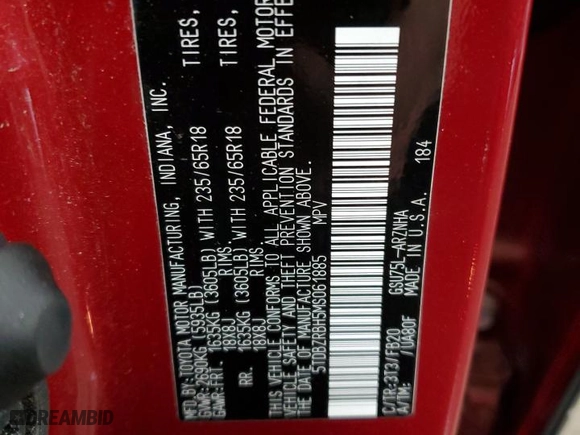 MFD.BY:TOYOTA MOTOR MANUFACTURING, INDIANA, INC.
GVWR:2690KG (5935LB)
GAWR:FRT. 1635KG (3605LB) WITH 235/65R18 TIRES,
18X8J RIMS,
RR. 1635KG (3605LB) WITH 235/65R18 TIRES,
18X8J RIMS,
THIS VEHICLE CONFORMS TO ALL APPLICABLE FEDERAL MOTOR
VEHICLE SAFETY AND THEFT PREVENTION STANDARDS IN EFFE
THE DATE OF MANUFACTURE SHOWN ABOVE.
5TDBZRBH5MS061885 MPV
184
C/TR:3T3/FB20 GSU75L-ARZNHA
A/TM: /UA80F MADE IN U.S.A.
DREAMBID